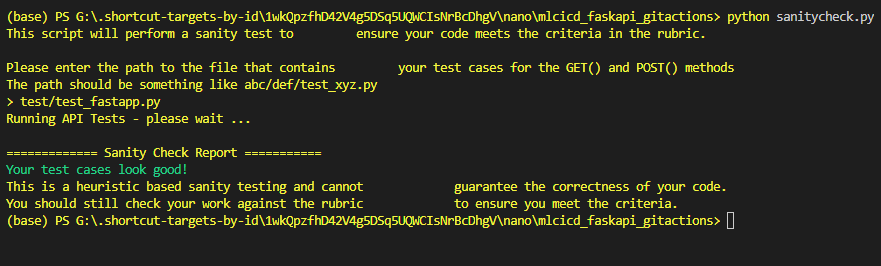 (base) PS G:\.shortcut-targets-by-id\1wkQpzfhD42V4g5DSq5UQWCIsNrBcDhgV\nano\mlcicd_faskapi_gitactions> python sanitycheck.py
This script will perform a sanity test to         ensure your code meets the criteria in the rubric.
Please enter the path to the file that contains         your test cases for the GET() and POST() methods
The path should be something like abc/def/test_xyz.py
> test/test_fastapp.py
Running API Tests - please wait ...
============= Sanity Check Report ===========
Your test cases look good!
This is a heuristic based sanity testing and cannot             guarantee the correctness of your code.
You should still check your work against the rubric             to ensure you meet the criteria.
(base) PS G:\.shortcut-targets-by-id\1wkQpzfhD42V4g5DSq5UQWCIsNrBcDhgV\nano\mlcicd_faskapi_gitactions>